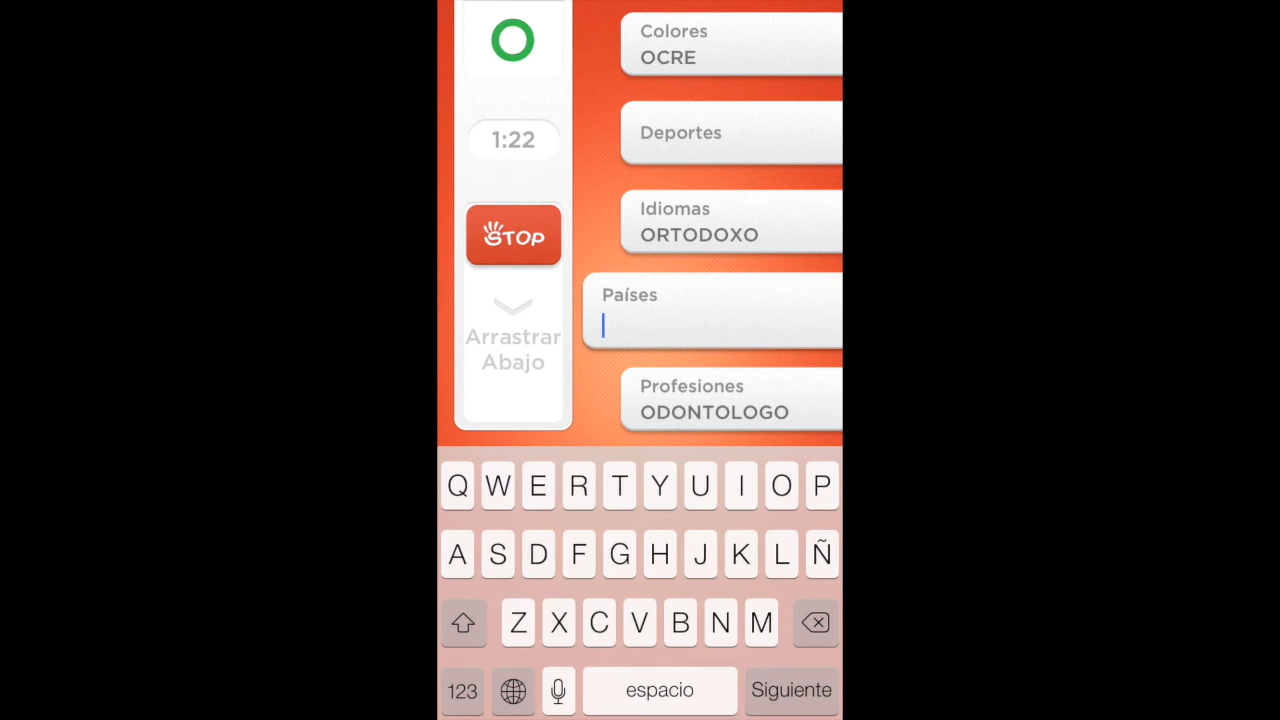 O
Colores
OCRE
1:22
Deportes
STOP
Idiomas
ORTODOXO
Países
Arrastrar
Abajo
Profesiones
ODONTOLOGO
Q W E R T Y U I O P
A S D F G H J K L Ñ
Z X C V B N M
123 espacio Siguiente